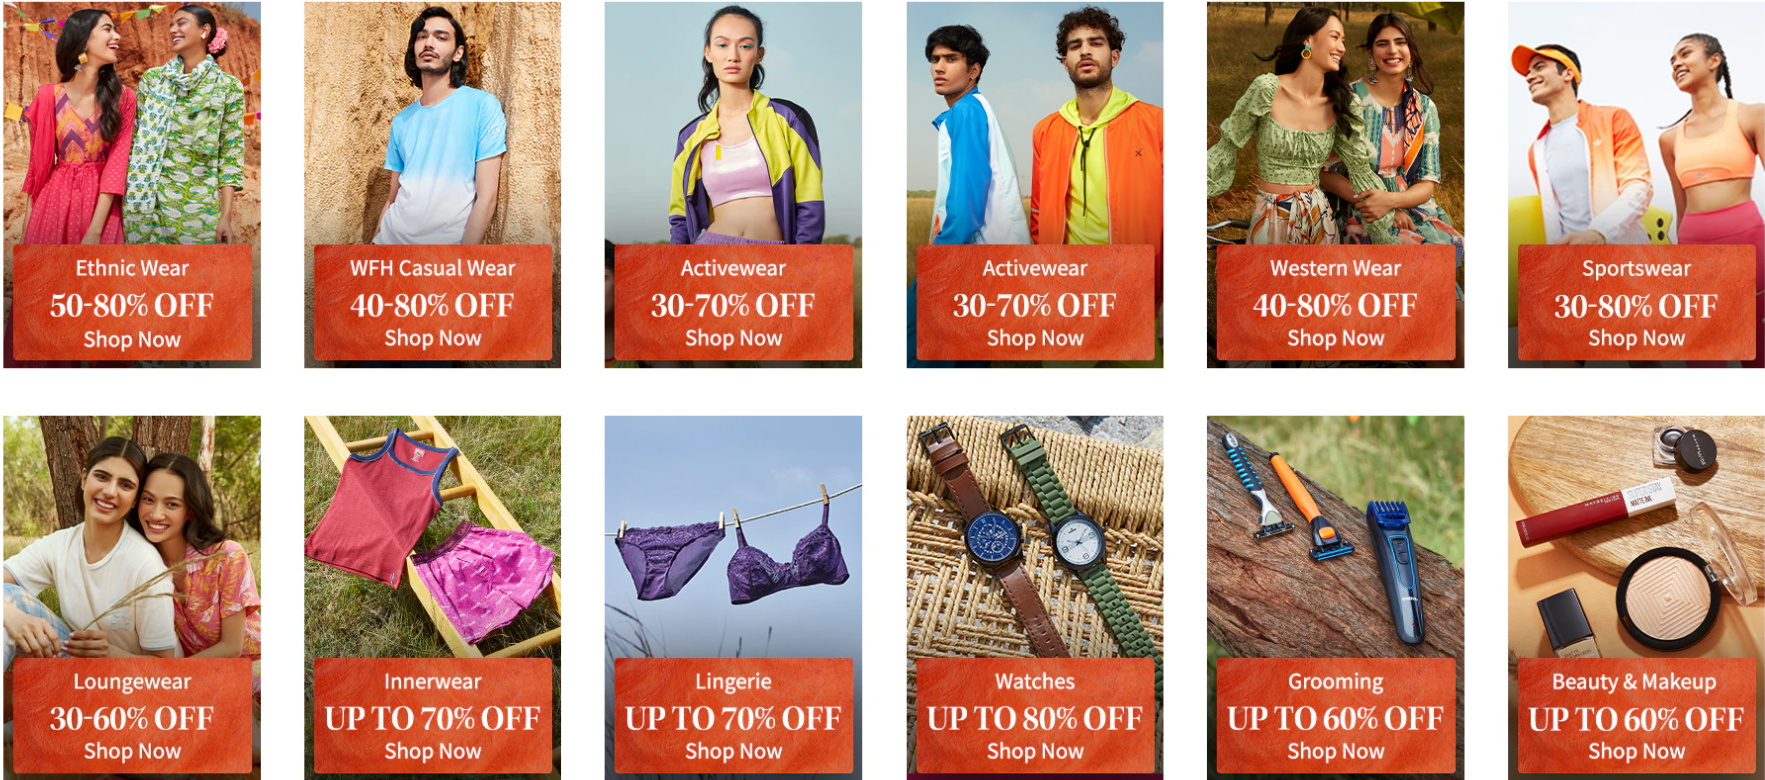 Ethnic Wear
50-80% OFF
Shop Now
WFH Casual Wear
40-80% OFF
Shop Now
Activewear
30-70% OFF
Shop Now
Activewear
30-70% OFF
Shop Now
Western Wear
40-80% OFF
Shop Now
Sportswear
30-80% OFF
Shop Now
Loungewear
30-60% OFF
Shop Now
Innerwear
UP TO 70% OFF
Shop Now
Lingerie
UP TO 70% OFF
Shop Now
Watches
UP TO 80% OFF
Shop Now
Grooming
UP TO 60% OFF
Shop Now
SUPERSTAY
MATTE INK
Beauty & Makeup
UP TO 60% OFF
Shop Now